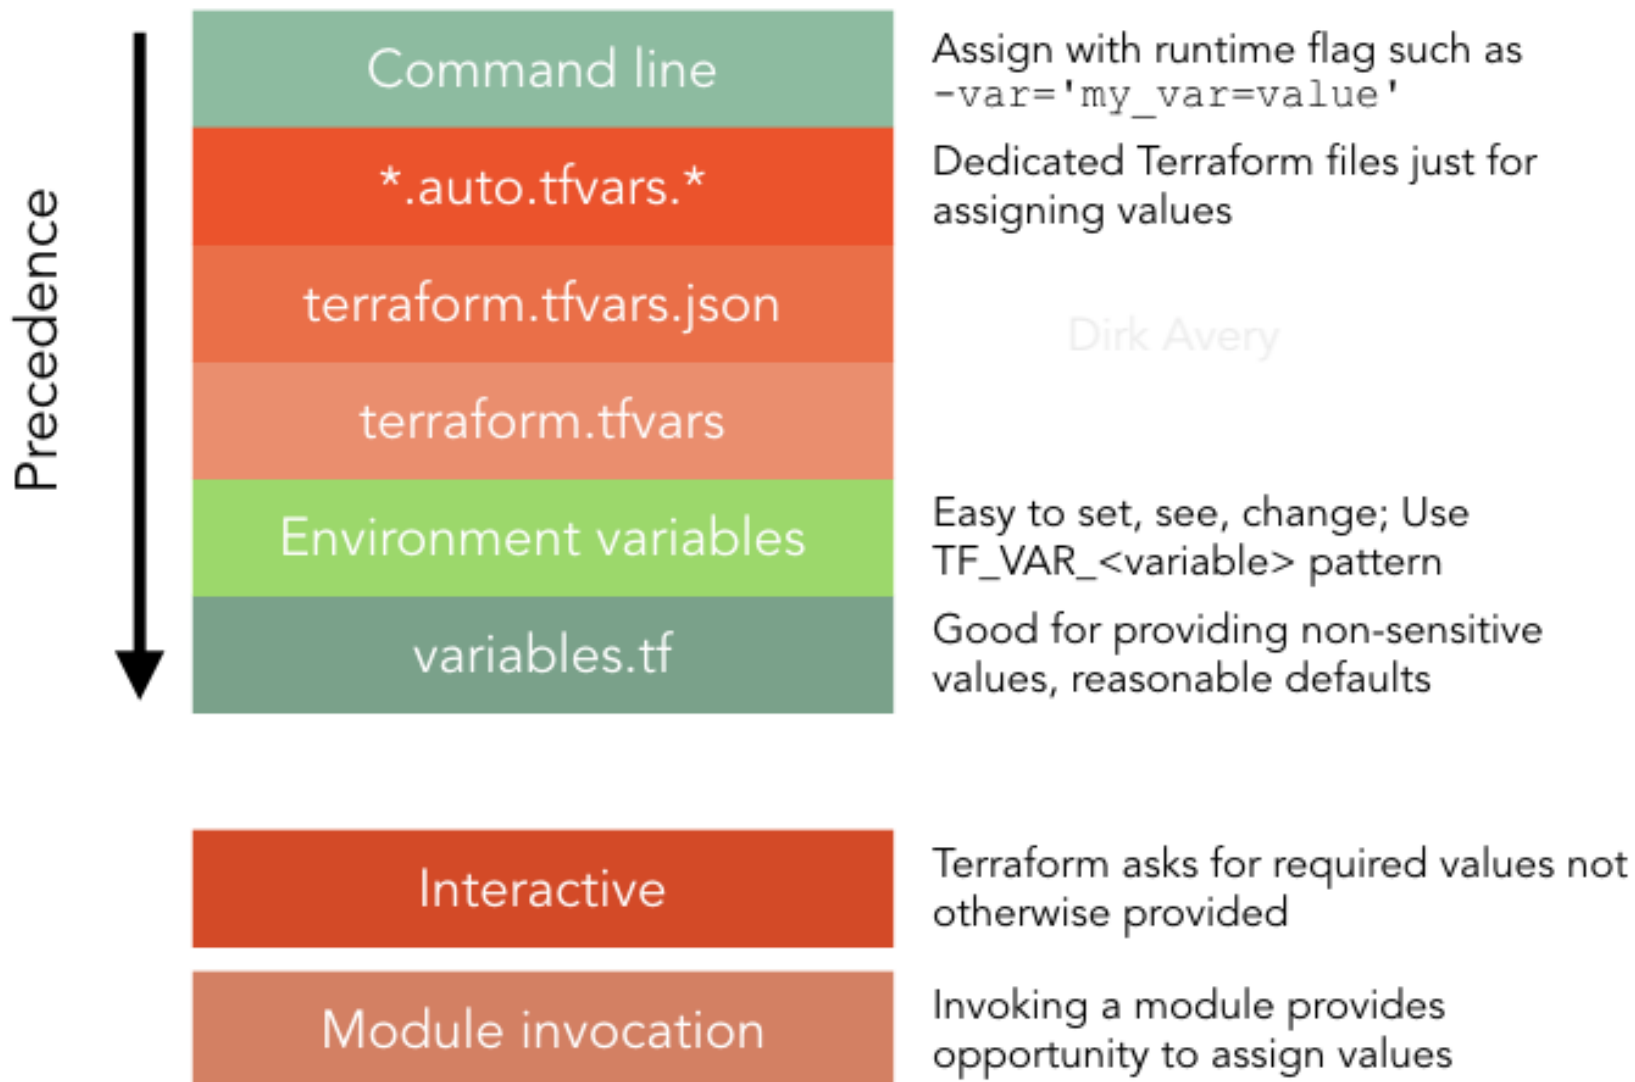 Precedence
Command line
Assign with runtime flag such as
-var='my_var=value'
*.auto.tfvars.*
Dedicated Terraform files just for
assigning values
terraform.tfvars.json
Dirk Avery
terraform.tfvars
Environment variables
Easy to set, see, change; Use
TF_VAR_<variable> pattern
variables.tf
Good for providing non-sensitive
values, reasonable defaults
Interactive
Terraform asks for required values not
otherwise provided
Module invocation
Invoking a module provides
opportunity to assign values